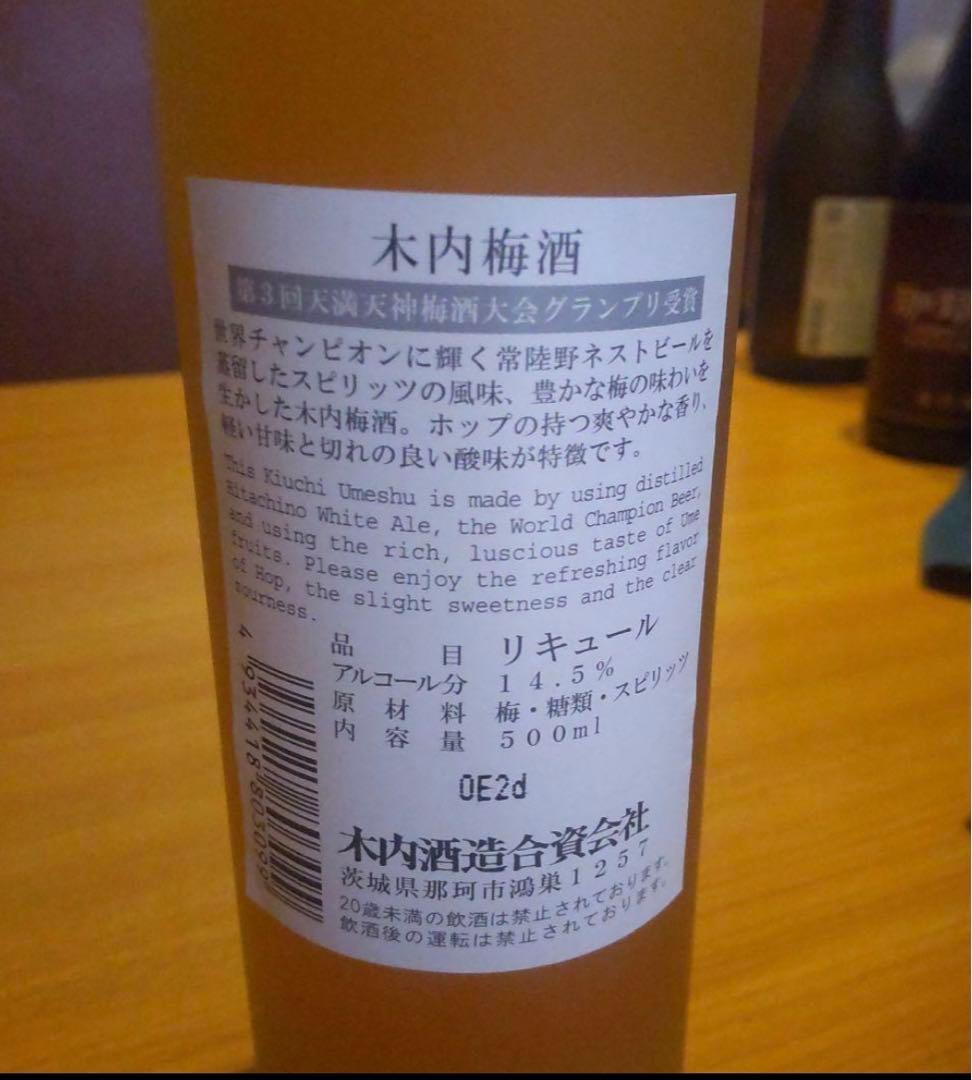 木内梅酒
第3回天満天神梅酒大会グランプリ受賞
世界チャンピオンに輝く常陸野ネストビールを
蒸留したスピリッツの風味、豊かな梅の味わいを
生かした木内梅酒。ホップの持つ爽やかな香り、
軽い甘味と切れの良い酸味が特徴です。
This Kiuchi Umeshu is made by using distilled
Hitachino White Ale, the World Champion Beer,
and using the rich, luscious taste of Ume
fruits. Please enjoy the refreshing flavor
of Hop, the slight sweetness and the clear
sourness.
品目 リキュール
アルコール分 14.5%
原材料 梅・糖類・スピリッツ
内容量 500ml
0E2d
木内酒造合資会社
茨城県那珂市鴻巣1257
20歳未満の飲酒は禁止されております。
飲酒後の運転は禁止されております。